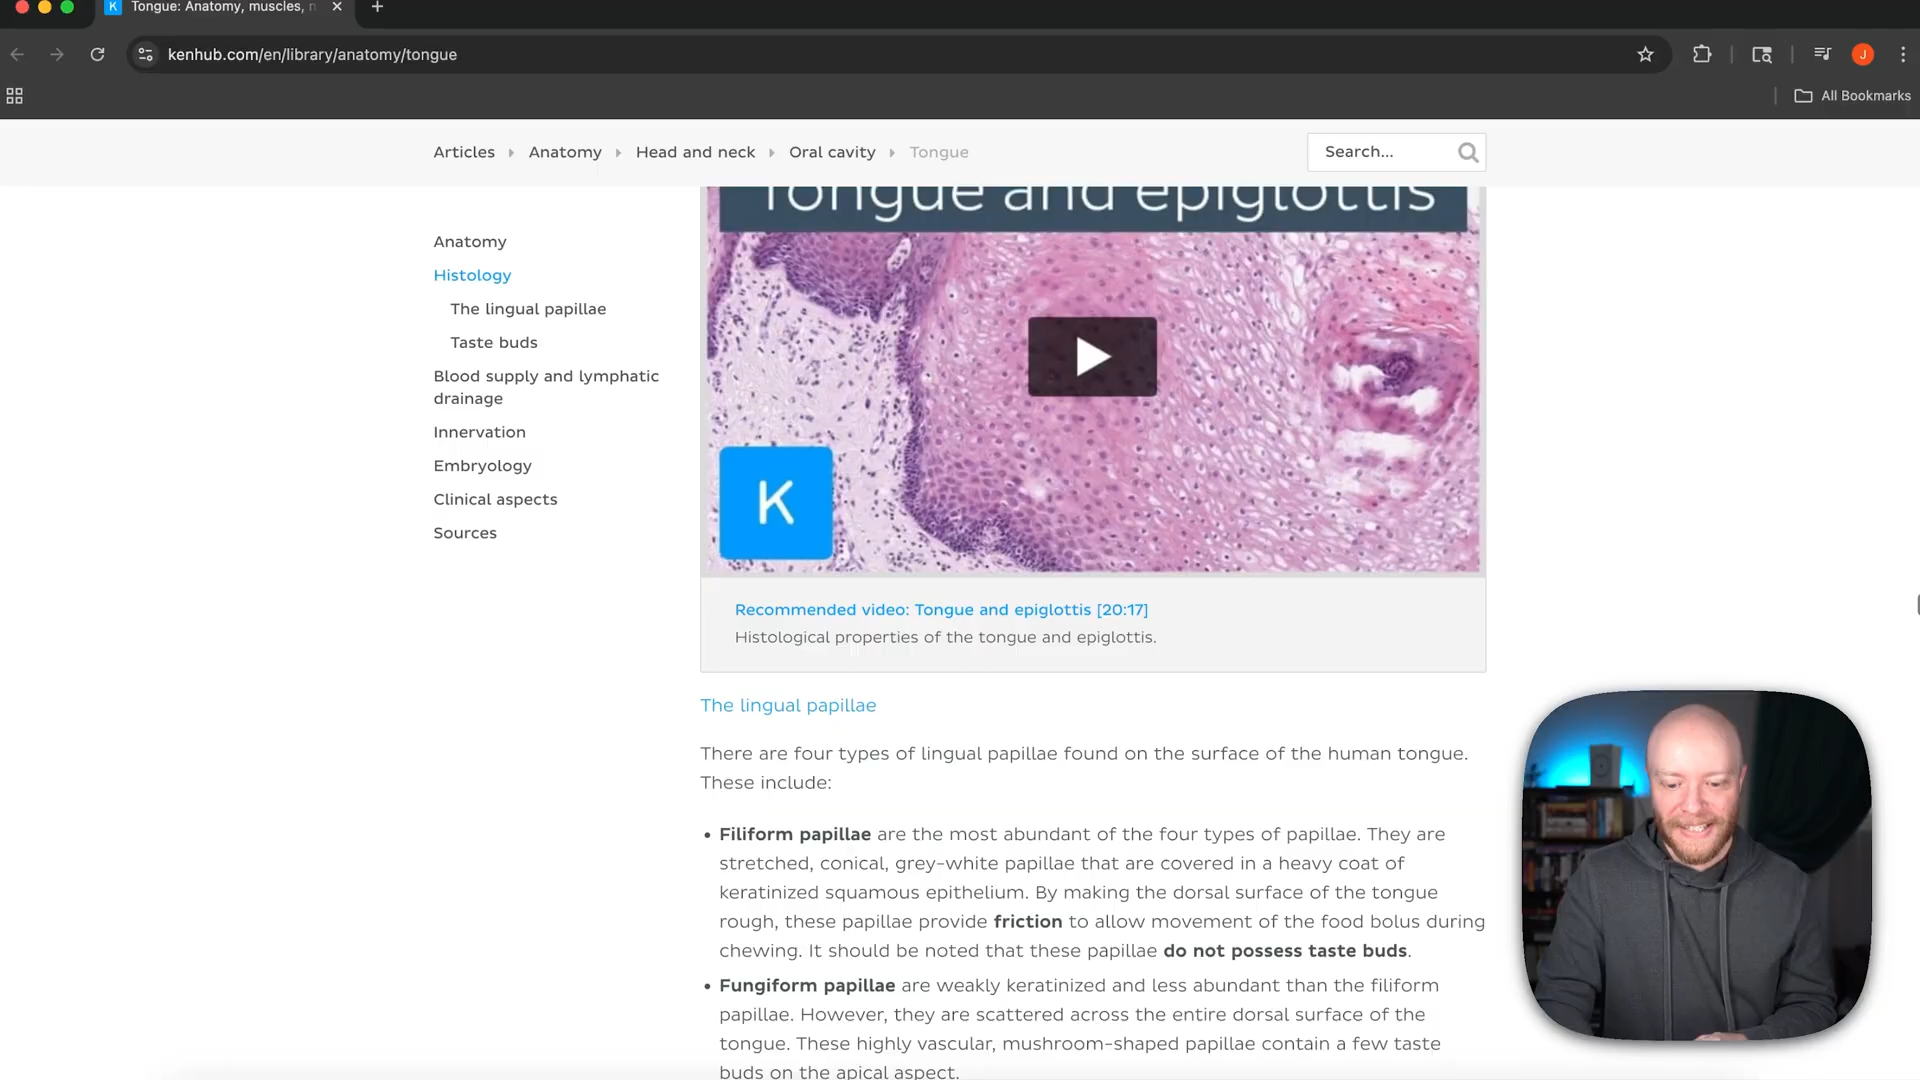 Tongue: Anatomy, muscles, n
kenhub.com/en/library/anatomy/tongue
J
All Bookmarks
Articles Anatomy Head and neck Oral cavity Tongue
Search...
Anatomy
Histology
The lingual papillae
Taste buds
Blood supply and lymphatic
drainage
Innervation
Embryology
Clinical aspects
Sources
Tongue and epiglottis
K
Recommended video: Tongue and epiglottis [20:17]
Histological properties of the tongue and epiglottis.
The lingual papillae
There are four types of lingual papillae found on the surface of the human tongue.
These include:
• Filiform papillae are the most abundant of the four types of papillae. They are
stretched, conical, grey-white papillae that are covered in a heavy coat of
keratinized squamous epithelium. By making the dorsal surface of the tongue
rough, these papillae provide friction to allow movement of the food bolus during
chewing. It should be noted that these papillae do not possess taste buds.
• Fungiform papillae are weakly keratinized and less abundant than the filiform
papillae. However, they are scattered across the entire dorsal surface of the
tongue. These highly vascular, mushroom-shaped papillae contain a few taste
buds on the apical aspect.